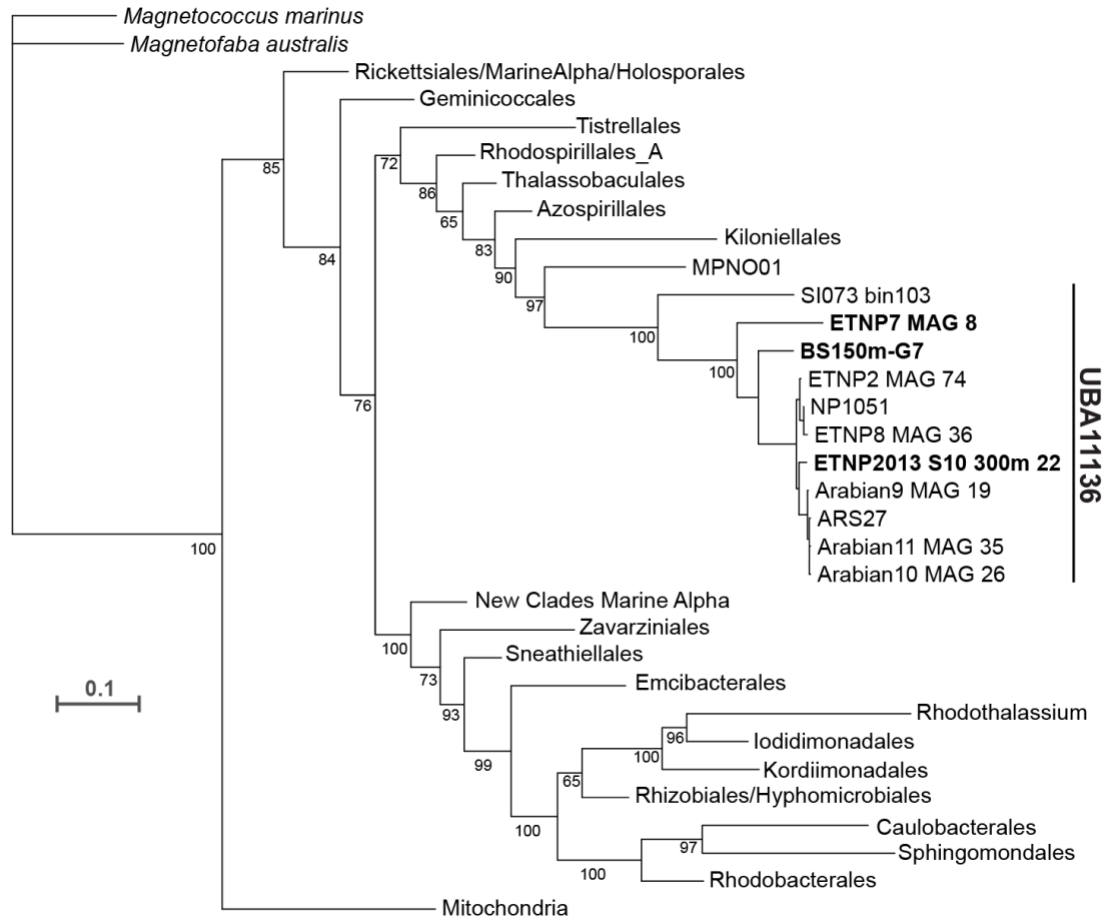 Magnetococcus marinus
Magnetofaba australis
Rickettsiales/MarineAlpha/Holosporales
85
Geminicoccales
84
Tistrellales
72
Rhodospirillales_A
86
Thalassobaculales
65
Azospirillales
83
Kiloniellales
90
MPNO01
97
SI073 bin103
100
ETNP7 MAG 8
100
BS150m-G7
ETNP2 MAG 74
NP1051
ETNP8 MAG 36
ETNP2013 S10 300m 22
Arabian9 MAG 19
ARS27
Arabian11 MAG 35
Arabian10 MAG 26
UBA11136
76
100
New Clades Marine Alpha
100
Zavarziniales
73
Sneathiellales
93
Emcibacterales
99
Rhodothalassium
96
Iodidimonadales
100
Kordiimonadales
65
Rhizobiales/Hyphomicrobiales
100
Caulobacterales
97
Sphingomondales
100
Rhodobacterales
Mitochondria
0.1